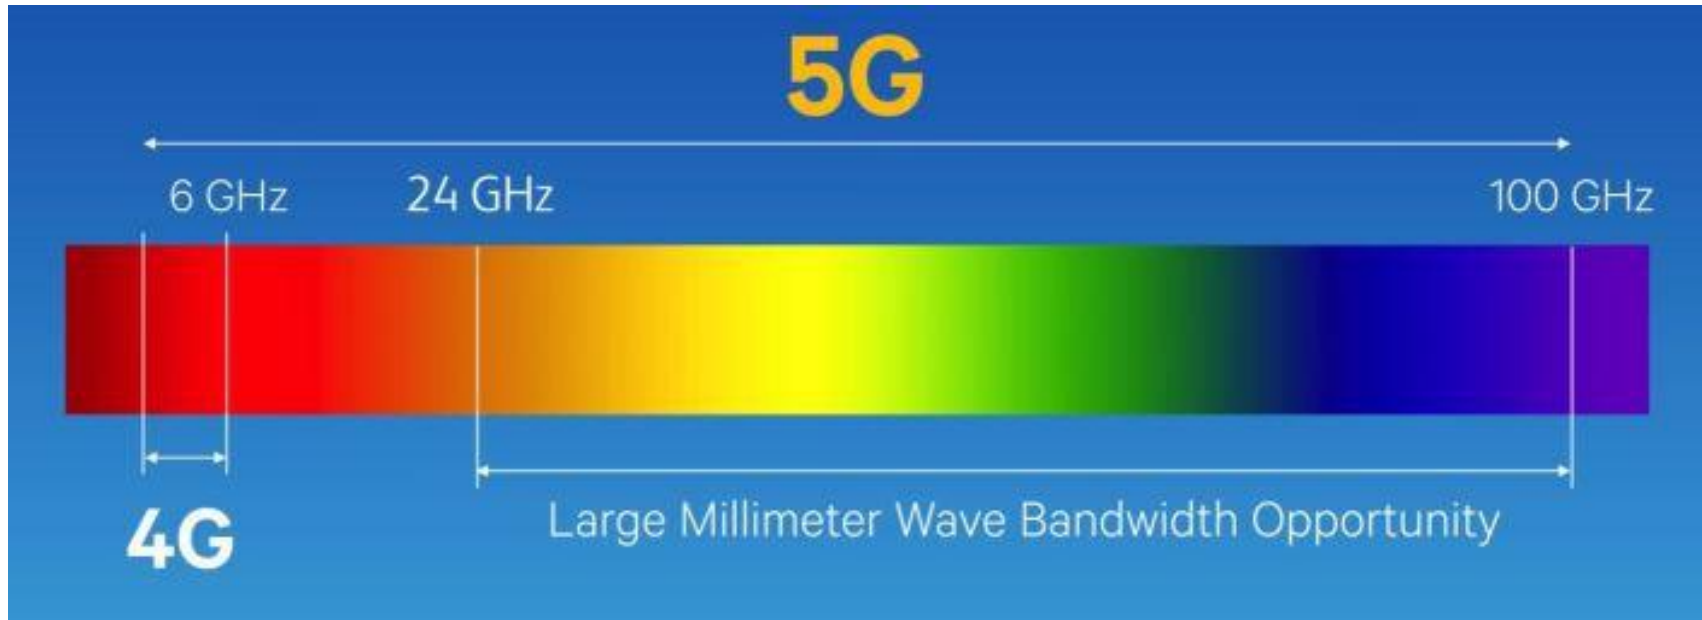 5G
6 GHz 24 GHz 100 GHz
4G
Large Millimeter Wave Bandwidth Opportunity